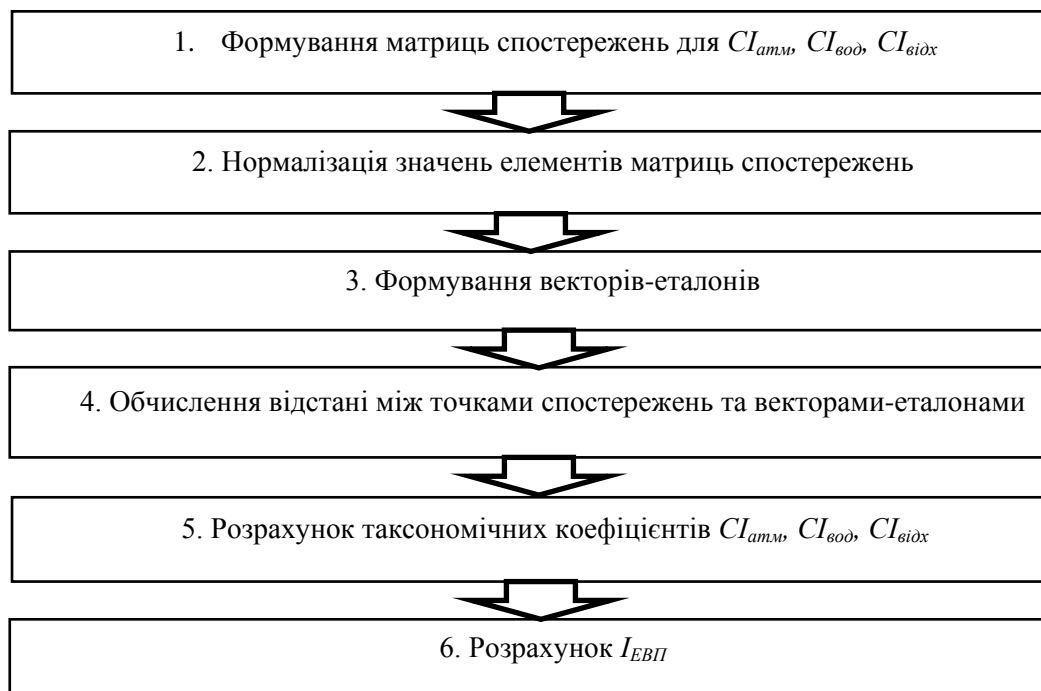 1. Формування матриць спостережень для CIатм, CIвод, CIвідх
2. Нормалізація значень елементів матриць спостережень
3. Формування векторів-еталонів
4. Обчислення відстані між точками спостережень та векторами-еталонами
5. Розрахунок таксономічних коефіцієнтів CIатм, CIвод, CIвідх
6. Розрахунок IЕВП